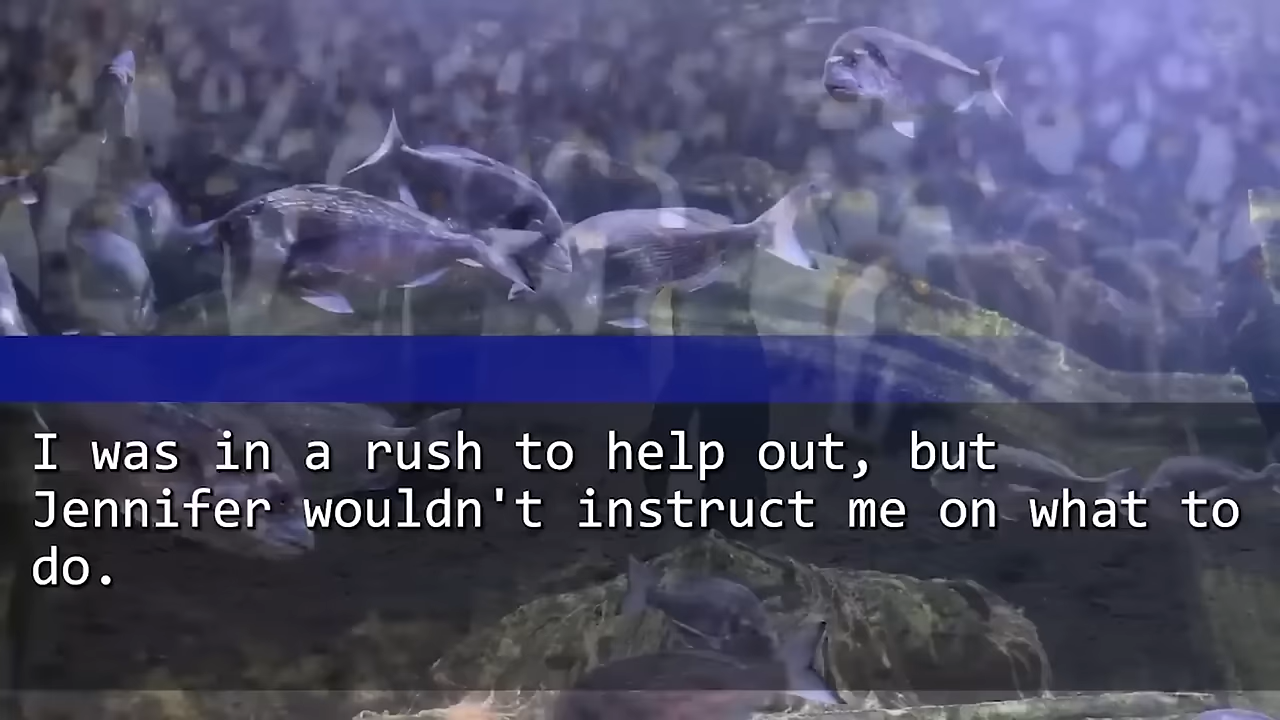 I was in a rush to help out, but
Jennifer wouldn't instruct me on what to
do.